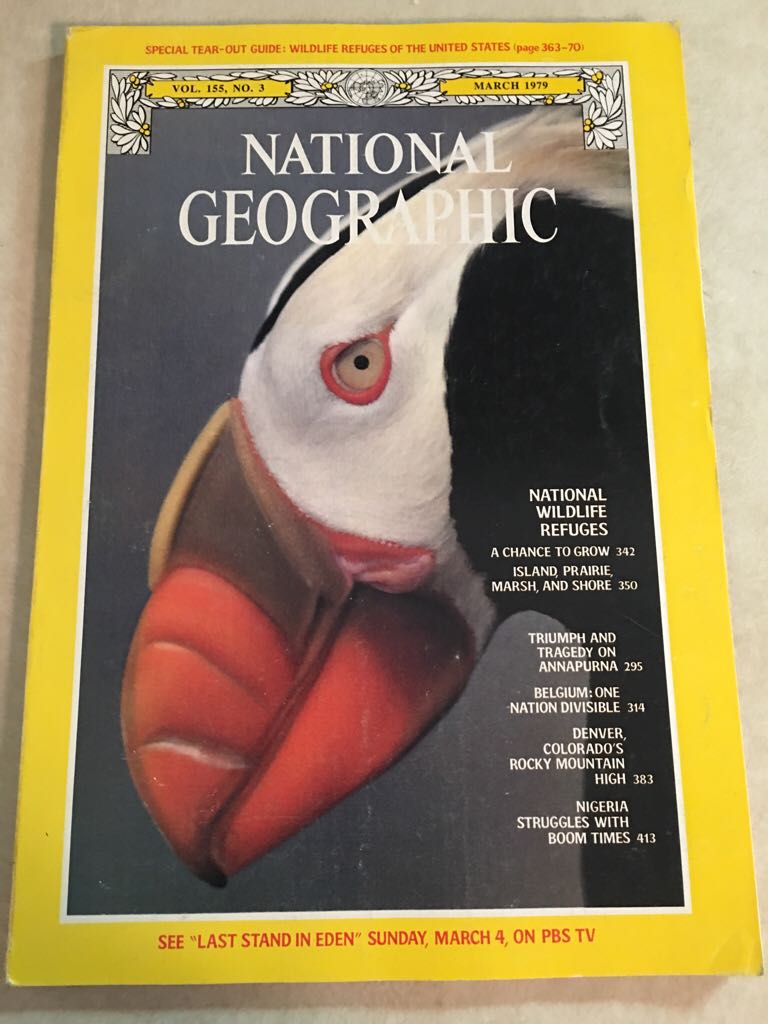 SPECIAL TEAR-OUT GUIDE: WILDLIFE REFUGES OF THE UNITED STATES (page 363-70)
VOL. 155, NO. 3
MARCH 1979
NATIONAL
GEOGRAPHIC
NATIONAL
WILDLIFE
REFUGES
A CHANCE TO GROW 342
ISLAND, PRAIRIE,
MARSH, AND SHORE 350
TRIUMPH AND
TRAGEDY ON
ANNAPURNA 295
BELGIUM: ONE
NATION DIVISIBLE 314
DENVER,
COLORADO'S
ROCKY MOUNTAIN
HIGH 383
NIGERIA
STRUGGLES WITH
BOOM TIMES 413
SEE "LAST STAND IN EDEN" SUNDAY, MARCH 4, ON PBS TV